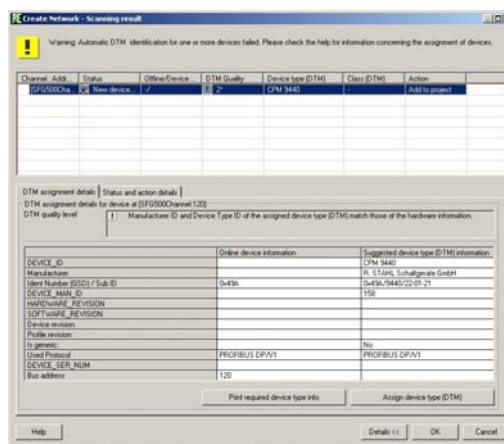 Create Network - Scanning result
Warning: Automatic DTM identification for one or more devices failed. Please check the help for information concerning the assignment of devices.
Channel Addr... Status Offline/Device ... DTM Quality Device type (DTM) Class (DTM) Action
[SFG500Cha... New device... -/ ! 2* CPM 9440 - Add to project
DTM assignment details Status and action details
DTM assignment details for device at [SFG500Channel:120]
DTM quality level ! Manufacturer ID and Device Type ID of the assigned device type (DTM) match those of the hardware information.
Online device information Suggested device type (DTM) information
DEVICE_ID CPM 9440
Manufacturer: R. STAHL Schaltgeräte GmbH
Ident Number (GSD) / Sub ID 0x49A 0x49A/9440/22-01-21
DEVICE_MAN_ID 158
HARDWARE_REVISION
SOFTWARE_REVISION
Device revision:
Profile revision:
Is generic: No
Used Protocol PROFIBUS DP/V1 PROFIBUS DP/V1
DEVICE_SER_NUM
Bus address 120
Print required device type info Assign device type (DTM)
Help Details << OK Cancel